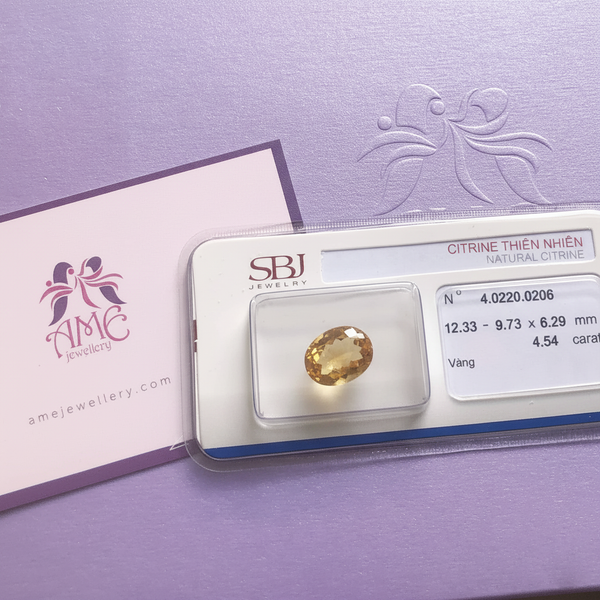 AME
jewellery
amejewellery.com
SBJ
JEWELRY
CITRINE THIÊN NHIÊN
NATURAL CITRINE
N° 4.0220.0206
12.33 - 9.73 x 6.29 mm
4.54 carat
Vàng